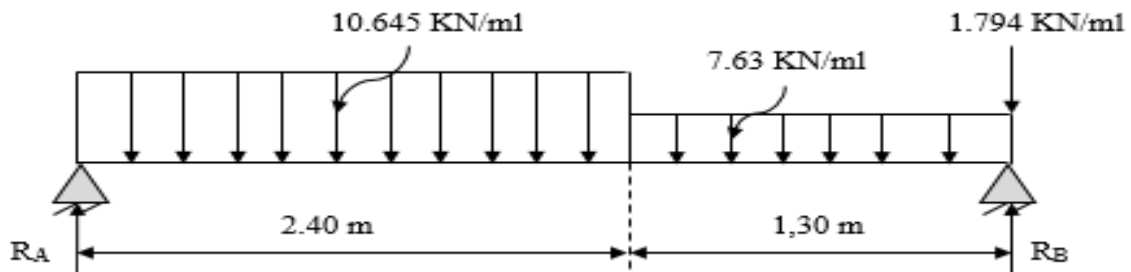 10.645 KN/ml
1.794 KN/ml
7.63 KN/ml
2.40 m
1,30 m
RA
RB